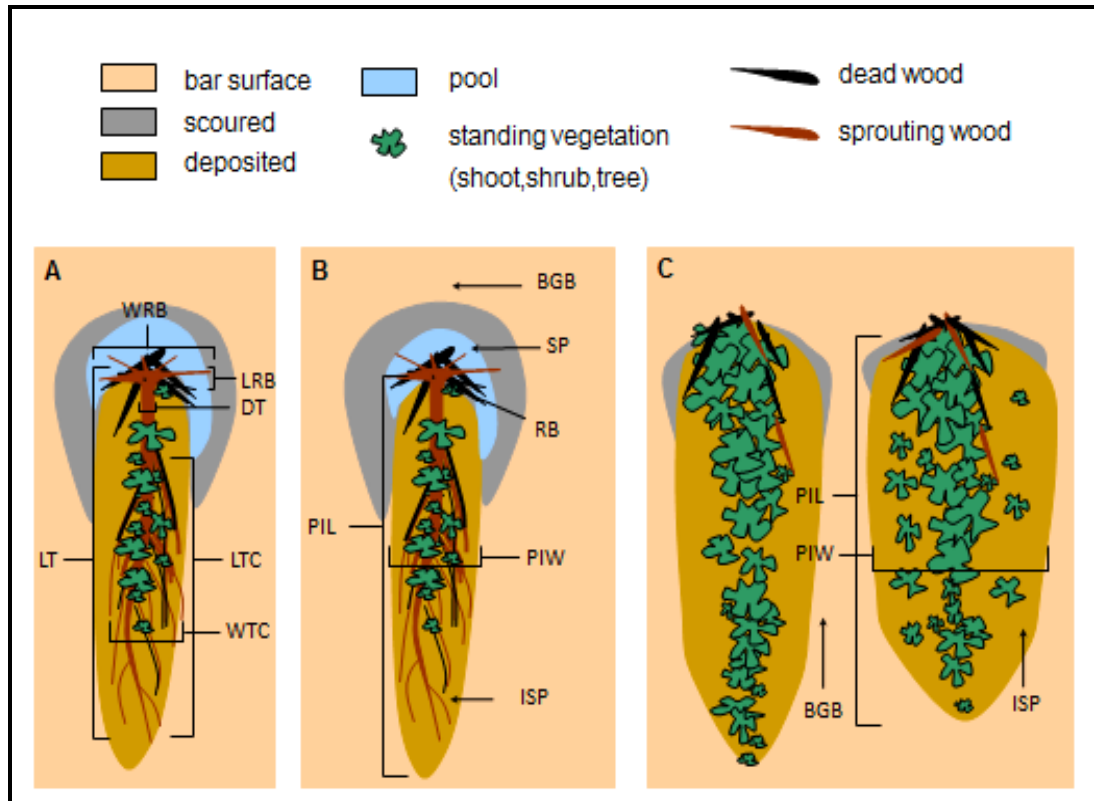 bar surface
scoured
deposited
pool
standing vegetation
(shoot,shrub,tree)
dead wood
sprouting wood
A
WRB
LRB
DT
LT
LTC
WTC
B
BGB
SP
RB
PIL
PIW
ISP
C
PIL
PIW
BGB
ISP